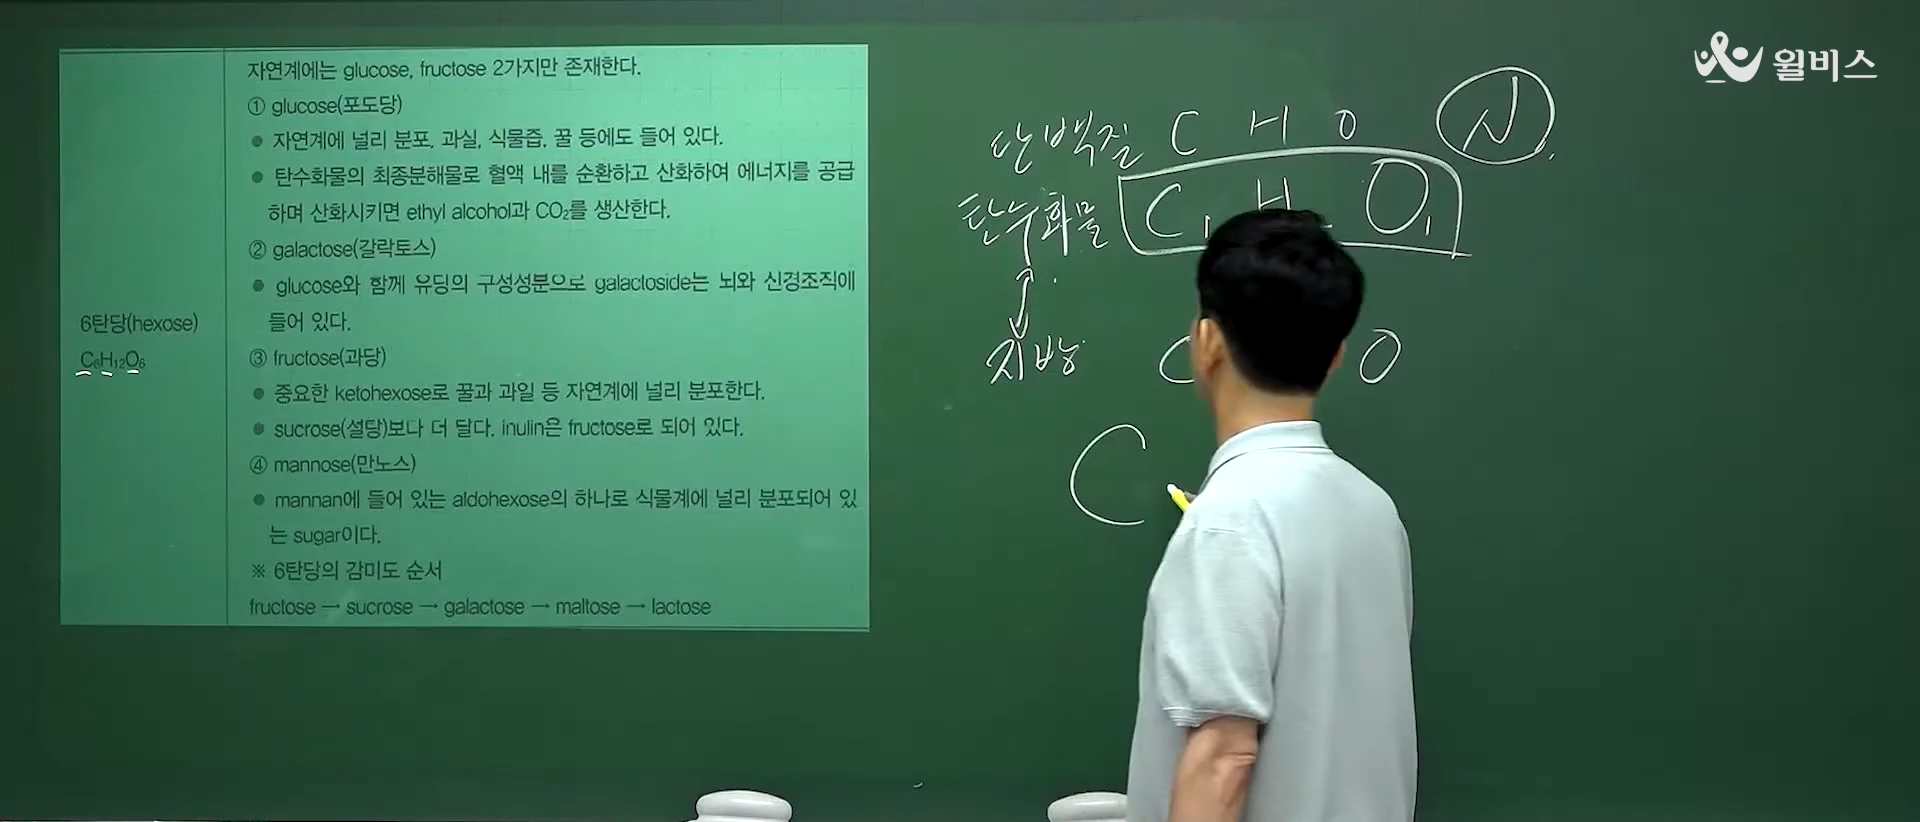 윌비스
자연계에는 glucose, fructose 2가지만 존재한다.
① glucose(포도당)
● 자연계에 널리 분포. 과실, 식물즙, 꿀 등에도 들어 있다.
● 탄수화물의 최종분해물로 혈액 내를 순환하고 산화하여 에너지를 공급
하며 산화시키면 ethyl alcohol과 CO₂를 생산한다.
② galactose(갈락토스)
● glucose와 함께 유당의 구성성분으로 galactoside는 뇌와 신경조직에
들어 있다.
6탄당(hexose)
C₆H₁₂O₆
③ fructose(과당)
● 중요한 ketohexose로 꿀과 과일 등 자연계에 널리 분포한다.
● sucrose(설탕)보다 더 달다. inulin은 fructose로 되어 있다.
④ mannose(만노스)
● mannan에 들어 있는 aldohexose의 하나로 식물계에 널리 분포되어 있
는 sugar이다.
※ 6탄당의 감미도 순서
fructose → sucrose → galactose → maltose → lactose
단백질 C H O N
탄수화물 C₁ H O₁
지방 C O
C